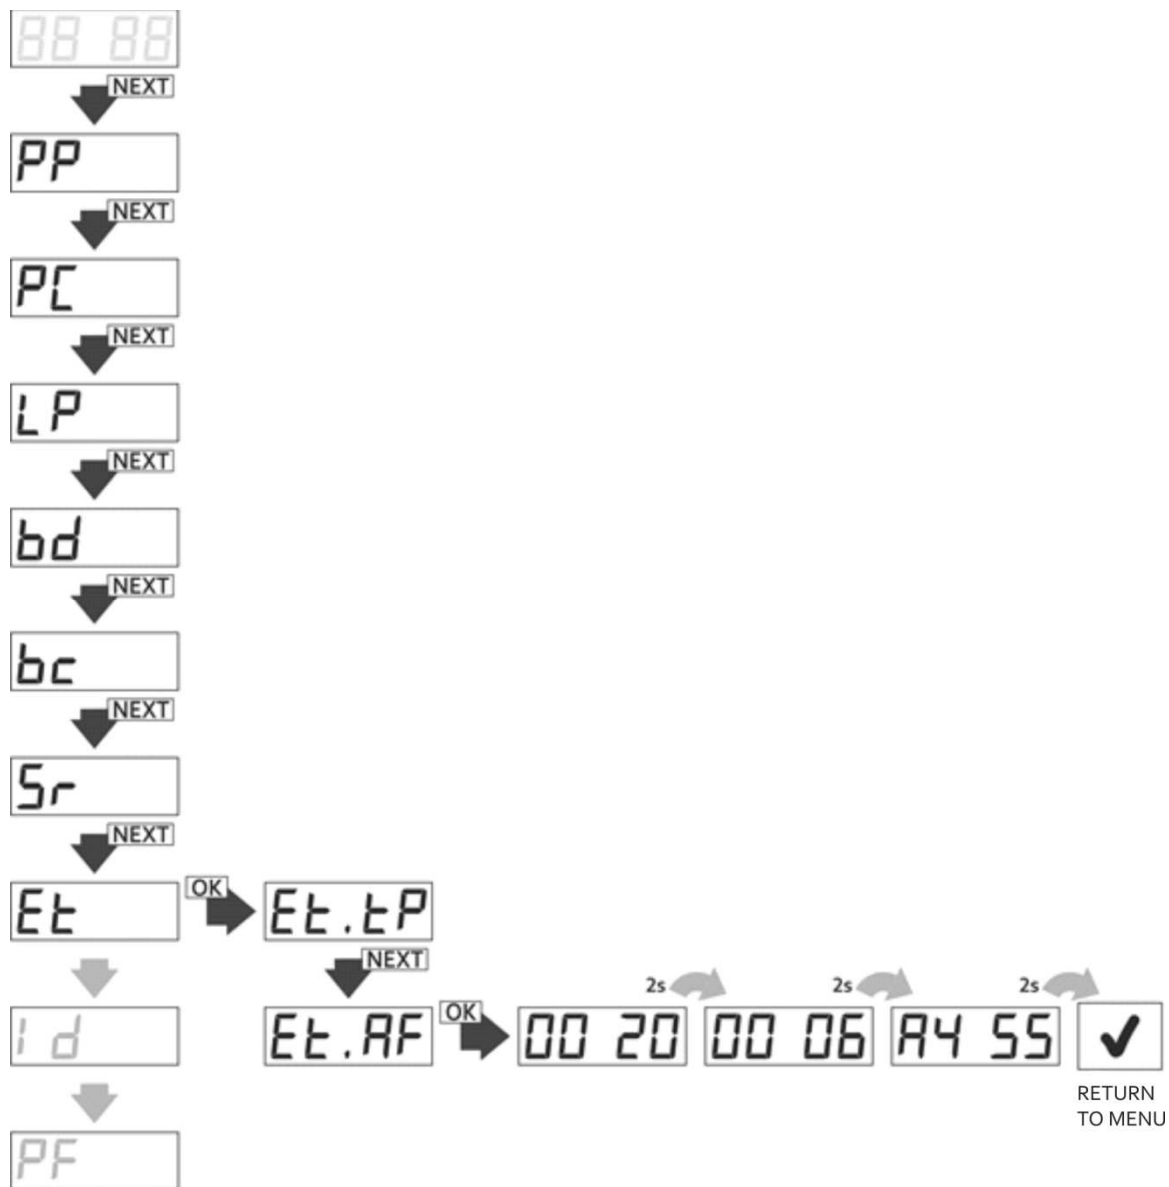 88 88
NEXT
PP
NEXT
PC
NEXT
LP
NEXT
bd
NEXT
bc
NEXT
Sr
NEXT
Et OK Et.tP
NEXT
2s 2s 2s
Id Et.AF OK 00 20 00 06 A4 55
RETURN
TO MENU
PF